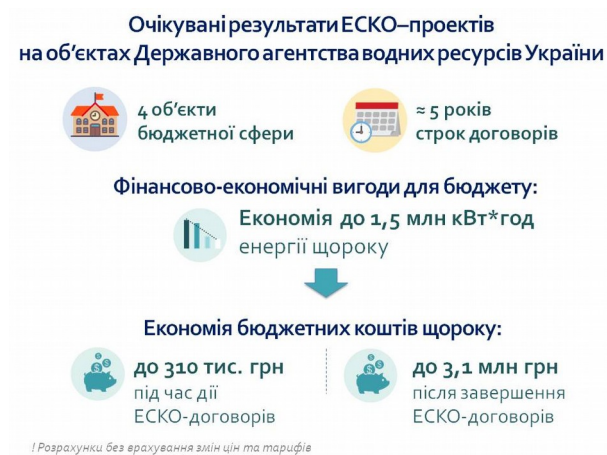 Очікувані результати ЕСКО–проектів
на об'єктах Державного агентства водних ресурсів України
4 об'єкти
бюджетної сфери
≈ 5 років
строк договорів
Фінансово-економічні вигоди для бюджету:
Економія до 1,5 млн кВт*год
енергії щороку
Економія бюджетних коштів щороку:
до 310 тис. грн
під час дії
ЕСКО-договорів
до 3,1 млн грн
після завершення
ЕСКО-договорів
! Розрахунки без врахування змін цін та тарифів